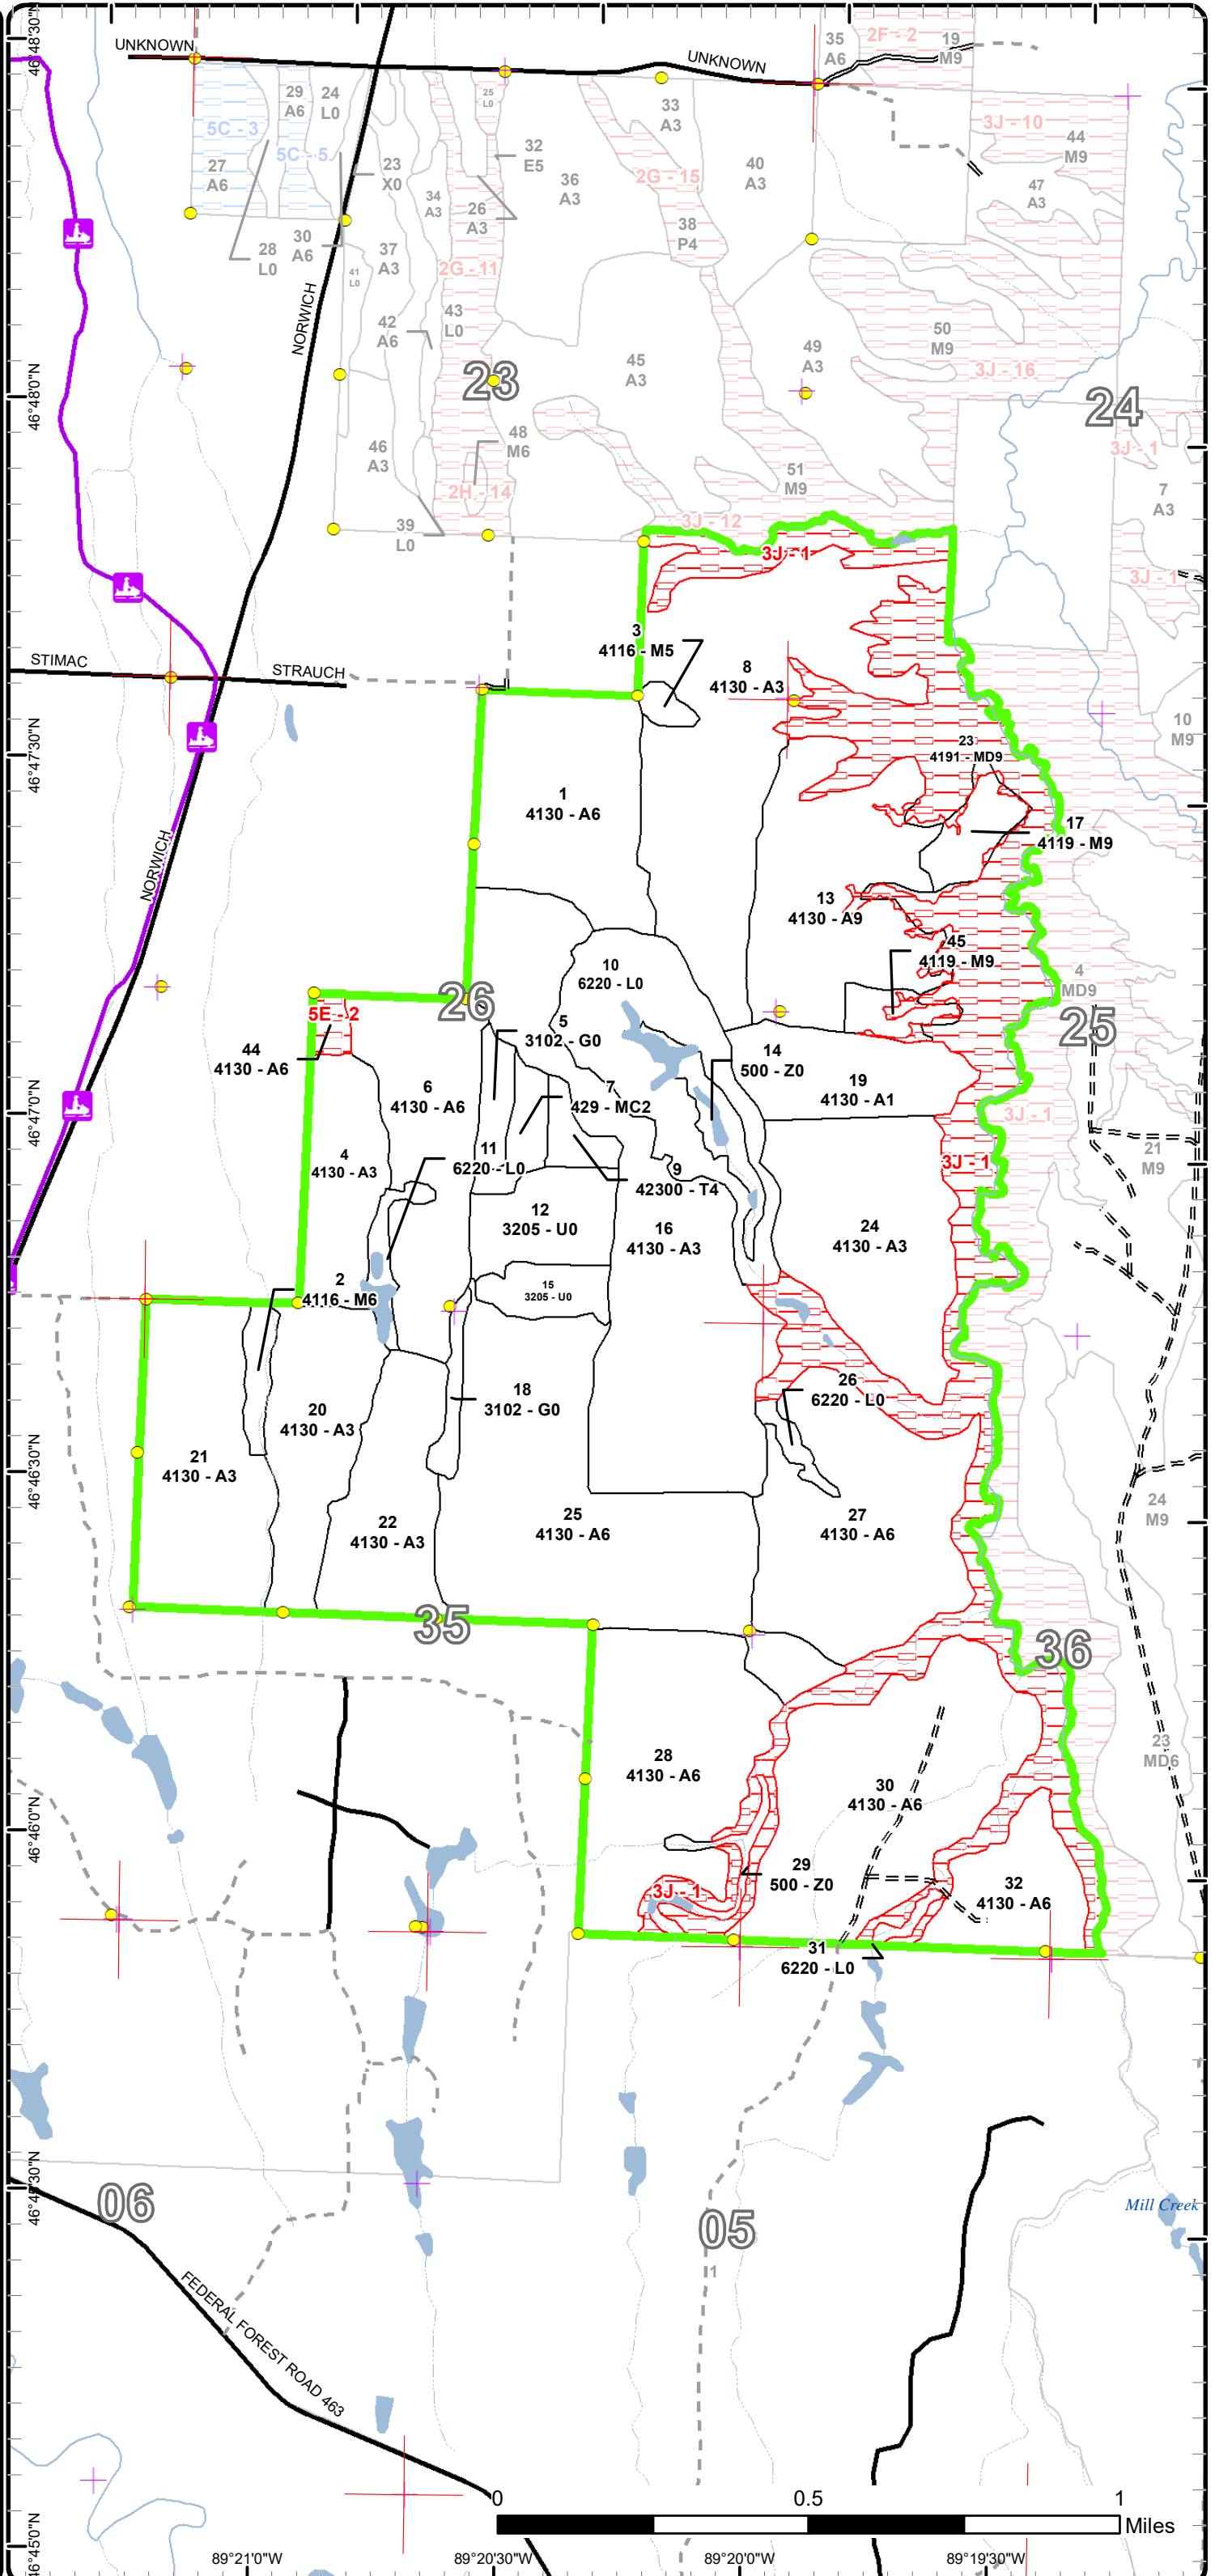 46°48'30"N
UNKNOWN
UNKNOWN
35
A6
2F - 2
19
M9
29
A6
24
L0
25
L0
33
A3
3J - 10
44
M9
5C - 3
5C - 5
27
A6
23
X0
32
E5
36
A3
2G - 15
40
A3
47
A3
34
A3
26
A3
38
P4
28
L0
30
A6
37
A3
41
L0
2G - 11
NORWICH
43
L0
42
A6
45
A3
49
A3
50
M9
3J - 16
23
24
46°48'0"N
46
A3
48
M6
2H - 14
51
M9
3J - 1
7
A3
39
L0
3J - 12
3J - 1
3J - 1
STIMAC
STRAUCH
3
4116 - M5
8
4130 - A3
10
M9
23
4191 - MD9
46°47'30"N
1
4130 - A6
17
4119 - M9
NORWICH
13
4130 - A9
45
4119 - M9
10
6220 - L0
4
MD9
26
25
5E - 2
5
3102 - G0
44
4130 - A6
14
500 - Z0
19
4130 - A1
6
4130 - A6
7
429 - MC2
3J - 1
46°47'0"N
4
4130 - A3
11
6220 - L0
9
42300 - T4
3J - 1
21
M9
12
3205 - U0
16
4130 - A3
24
4130 - A3
2
4116 - M6
15
3205 - U0
18
3102 - G0
26
6220 - L0
20
4130 - A3
21
4130 - A3
46°46'30"N
22
4130 - A3
25
4130 - A6
27
4130 - A6
24
M9
35
36
28
4130 - A6
30
4130 - A6
23
MD6
46°46'0"N
29
500 - Z0
32
4130 - A6
3J - 1
31
6220 - L0
46°45'30"N
06
05
Mill Creek
1
FEDERAL FOREST ROAD 463
0
0.5
1
Miles
46°45'0"N
89°21'0"W
89°20'30"W
89°20'0"W
89°19'30"W